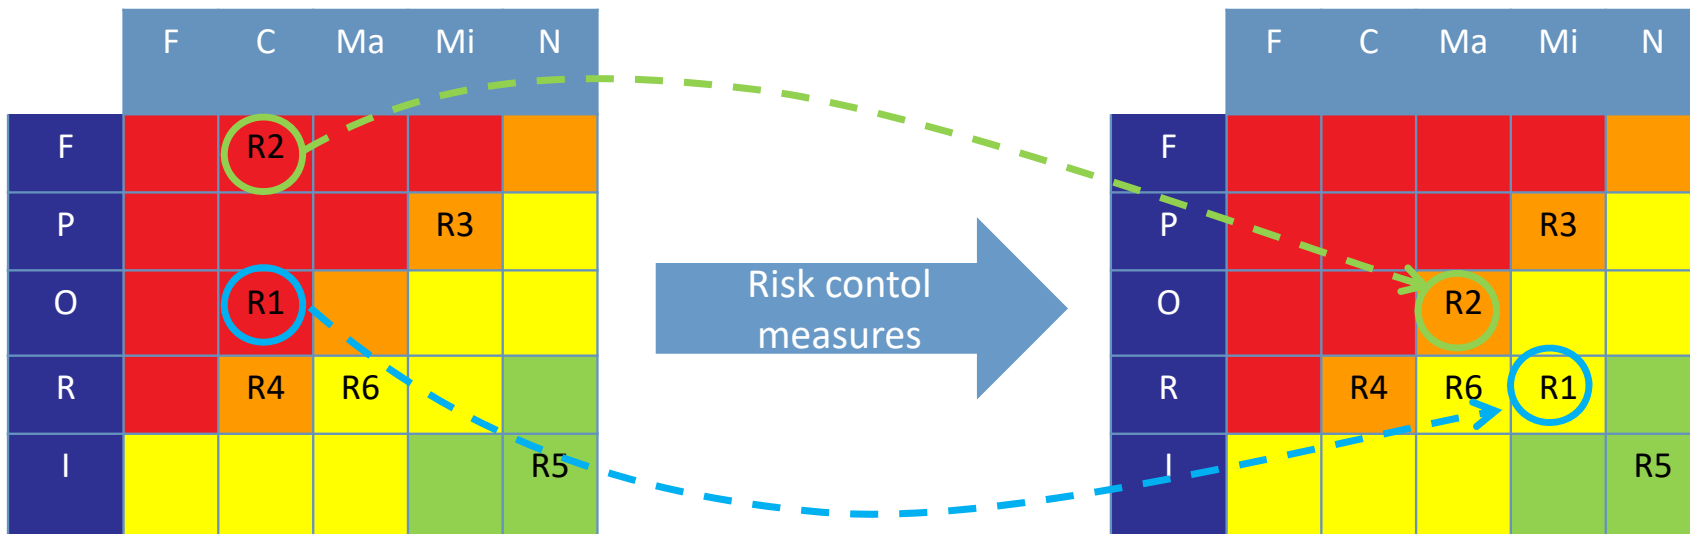 F C Ma Mi N
F R2
P R3
O R1
R R4 R6
I R5
Risk contol
measures
F C Ma Mi N
F
P R3
O R2
R R4 R6 R1
I R5